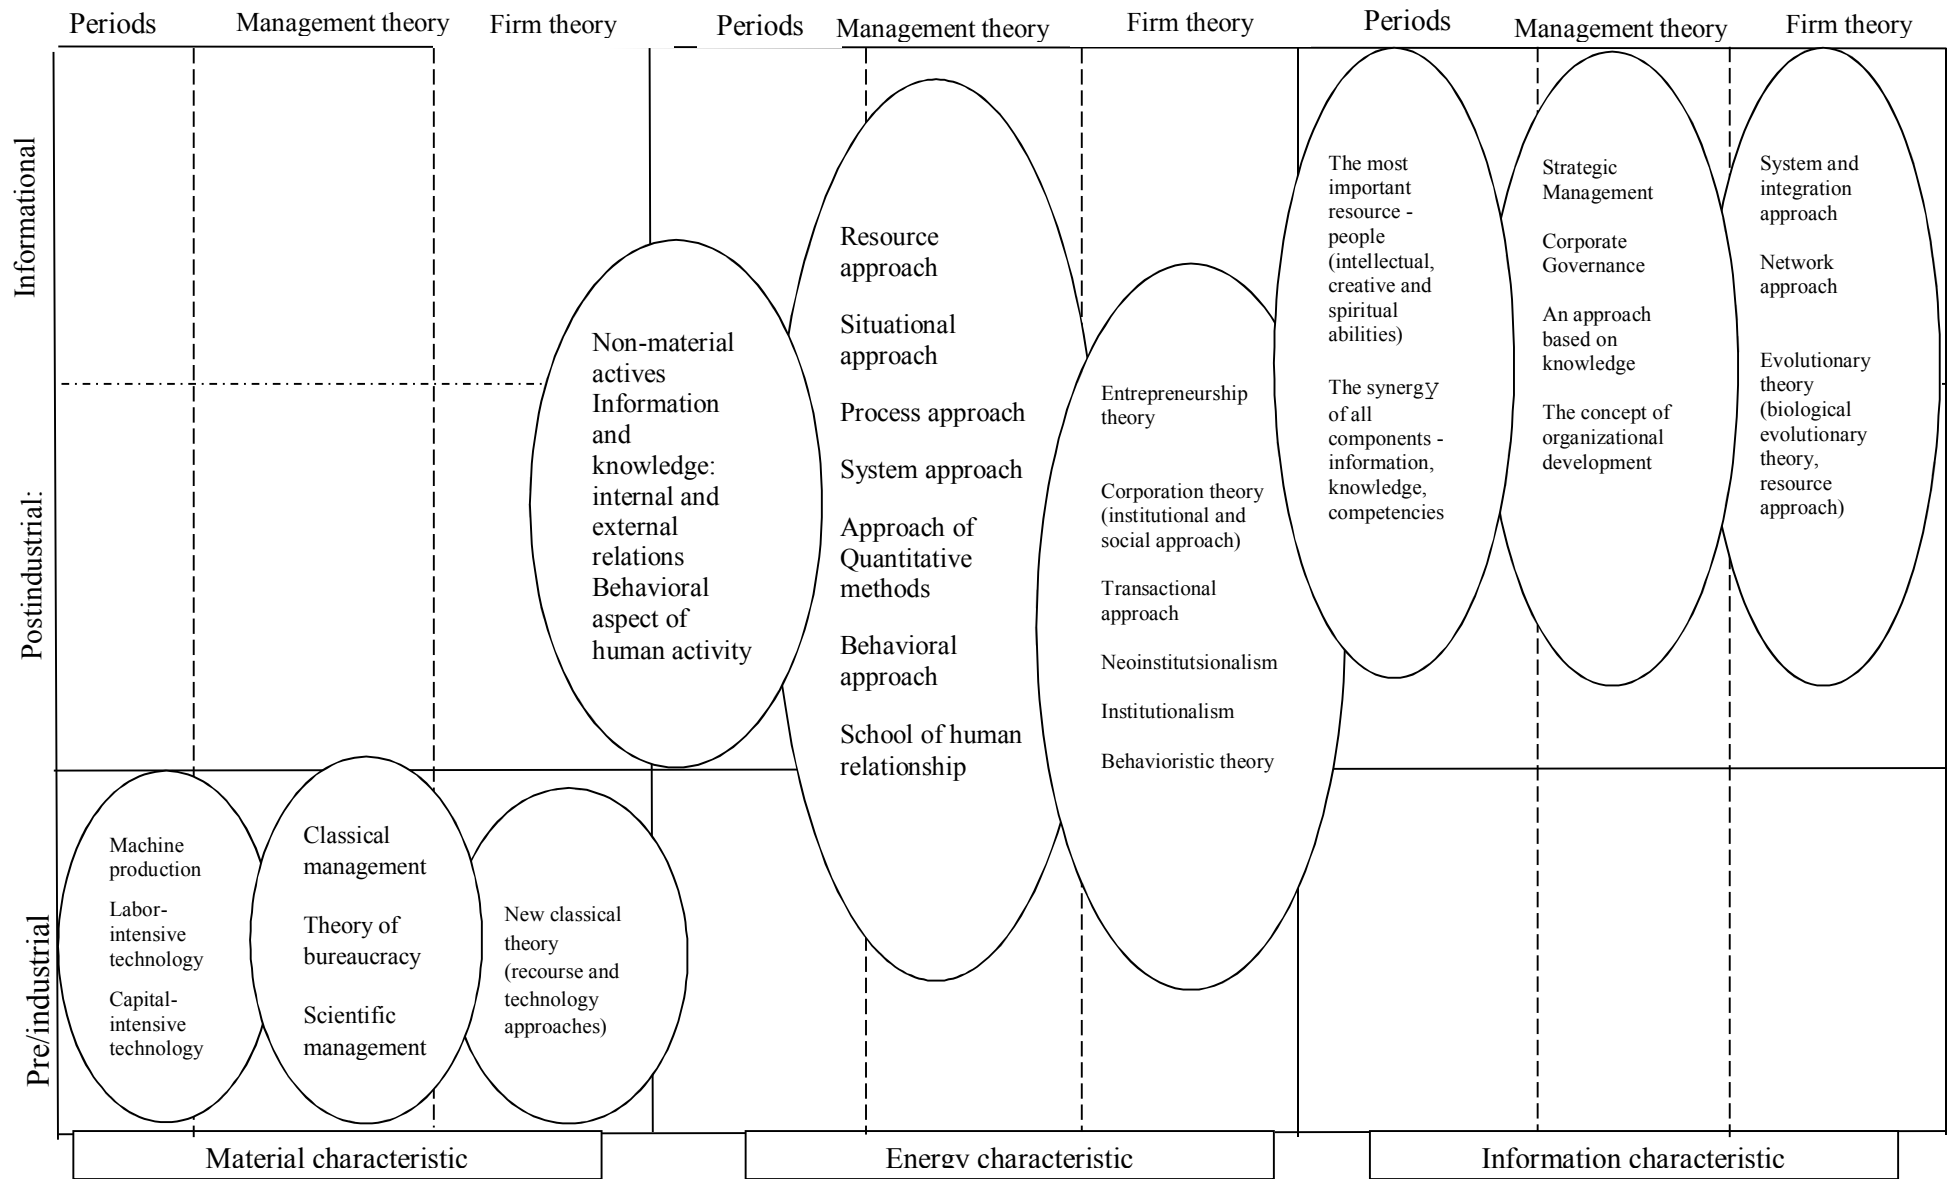 Periods
Management theory
Firm theory
Periods
Management theory
Firm theory
Periods
Management theory
Firm theory
Informational
Postindustrial:
Pre/industrial
Machine
production
Labor-
intensive
technology
Capital-
intensive
technology
Classical
management
Theory of
bureaucracy
Scientific
management
New classical
theory
(recourse and
technology
approaches)
Non-material
actives
Information
and
knowledge:
internal and
external
relations
Behavioral
aspect of
human activity
Resource
approach
Situational
approach
Process approach
System approach
Approach of
Quantitative
methods
Behavioral
approach
School of human
relationship
Entrepreneurship
theory
Corporation theory
(institutional and
social approach)
Transactional
approach
Neoinstitutsionalism
Institutionalism
Behavioristic theory
The most
important
resource -
people
(intellectual,
creative and
spiritual
abilities)
The synergy
of all
components -
information,
knowledge,
competencies
Strategic
Management
Corporate
Governance
An approach
based on
knowledge
The concept of
organizational
development
System and
integration
approach
Network
approach
Evolutionary
theory
(biological
evolutionary
theory,
resource
approach)
Material characteristic
Energy characteristic
Information characteristic